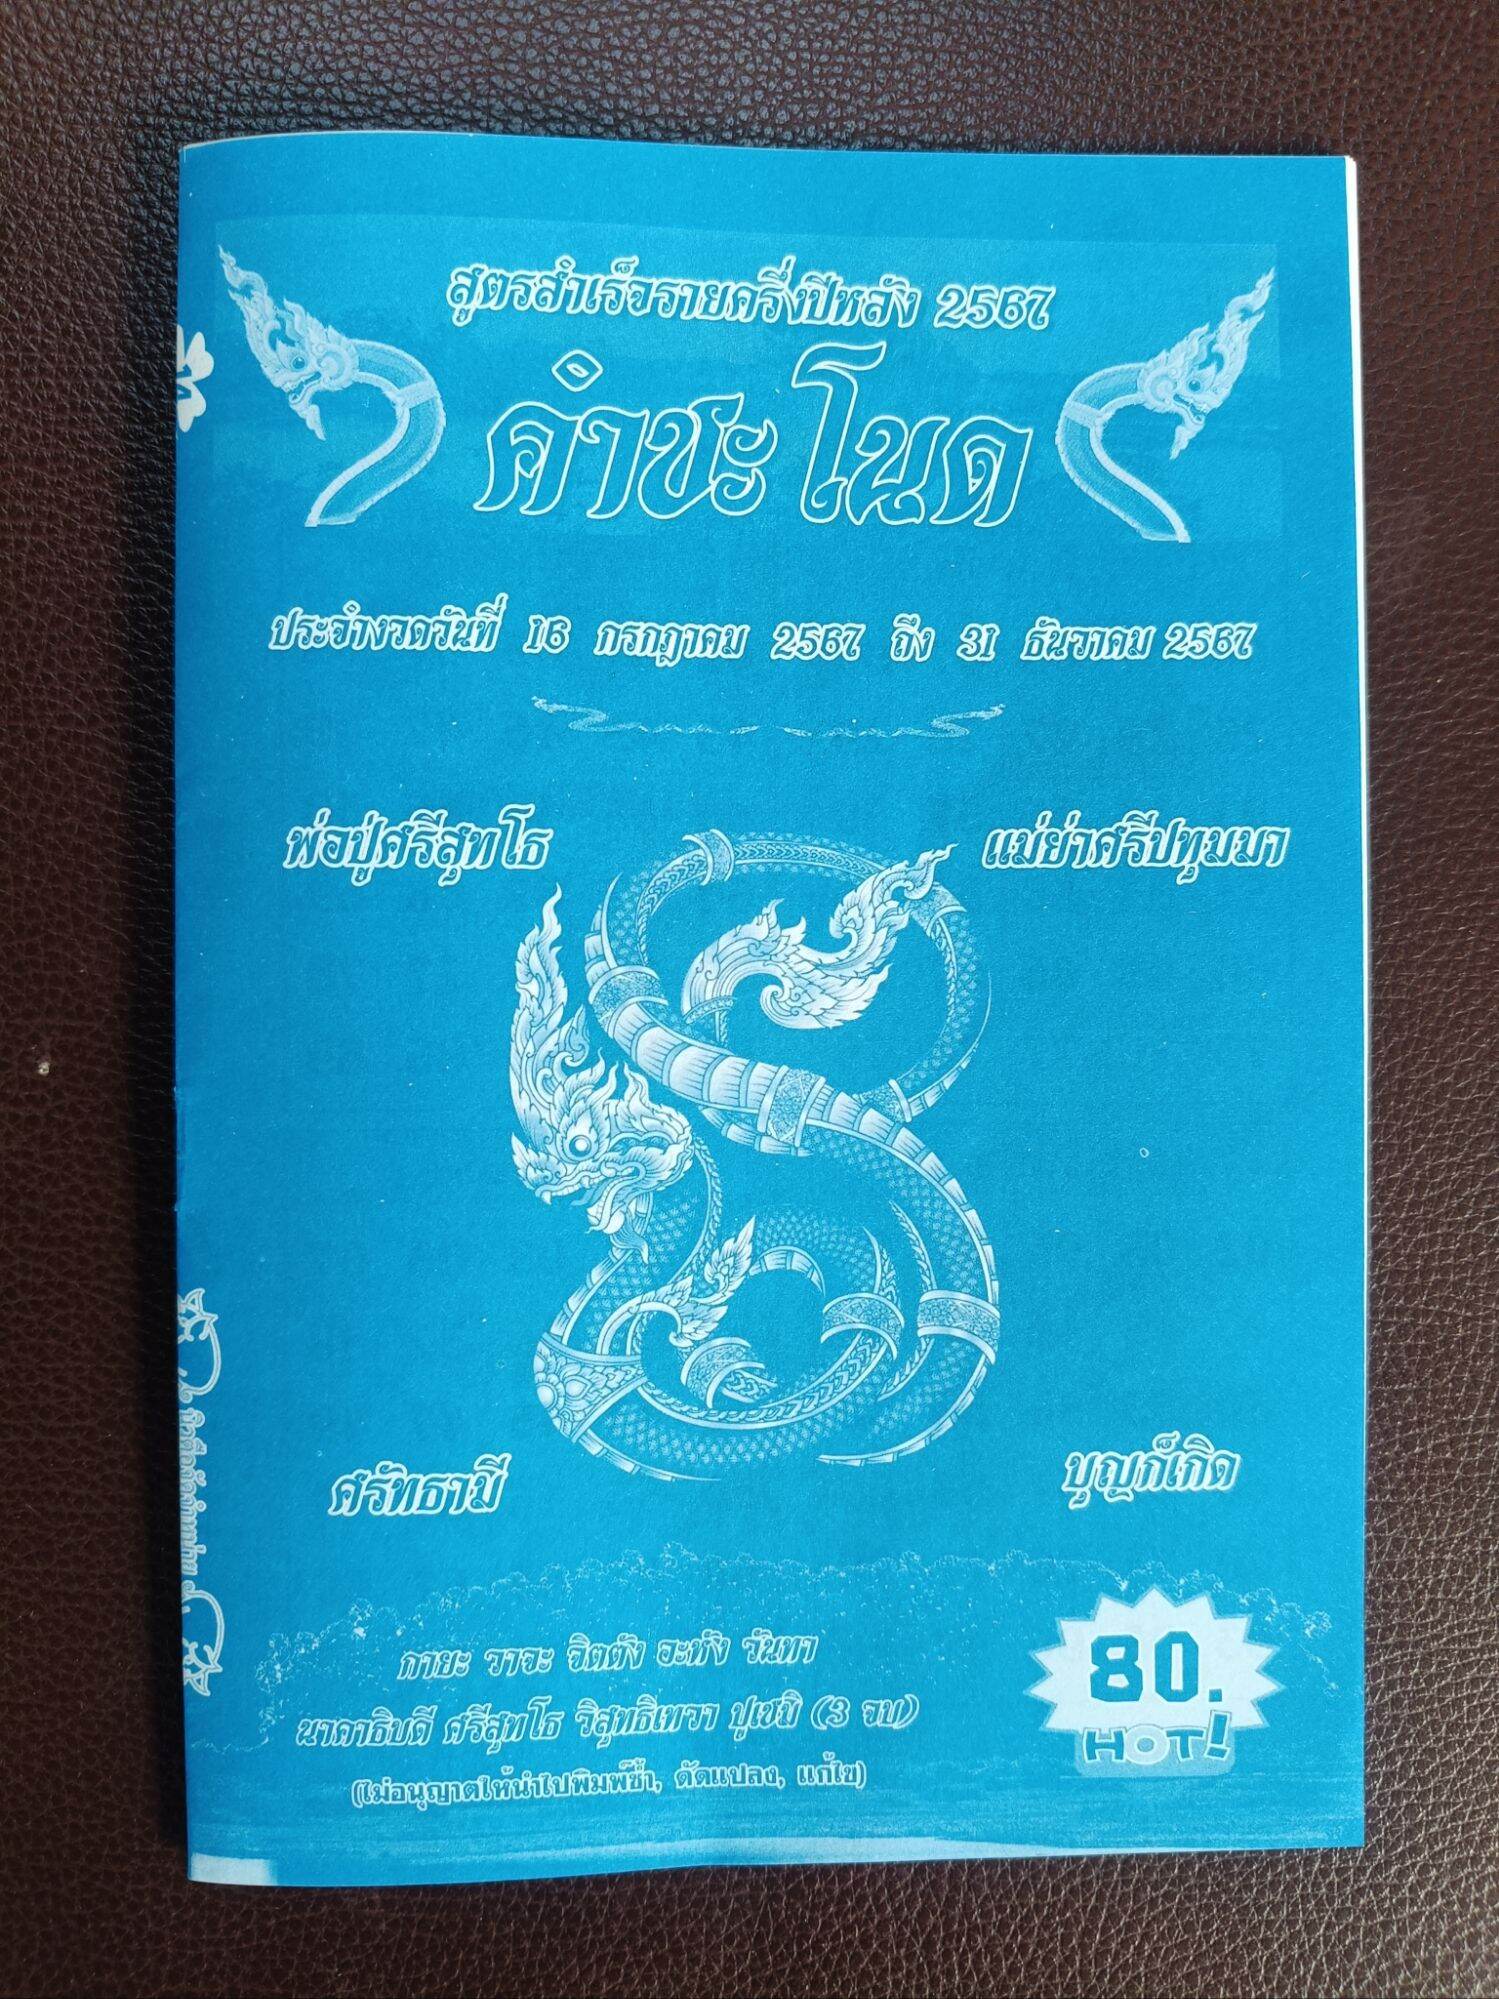 สูตรสำเร็จรายครึ่งปีหลัง 2567
คำชะโนด
ประจำงวดวันที่ 16 กรกฎาคม 2567 ถึง 31 ธันวาคม 2567
พ่อปู่ศรีสุทโธ
แม่ย่าศรีปทุมมา
ศรัทธามี
บุญก็เกิด
กายะ วาจะ จิตตัง อะหัง วันทา
นาคาธิบดี ศรีสุทโธ วิสุทธิเทวา ปูเชมิ (3 จบ)
(ไม่อนุญาตให้นำไปพิมพ์ซ้ำ, ดัดแปลง, แก้ไข)
80.
HOT!